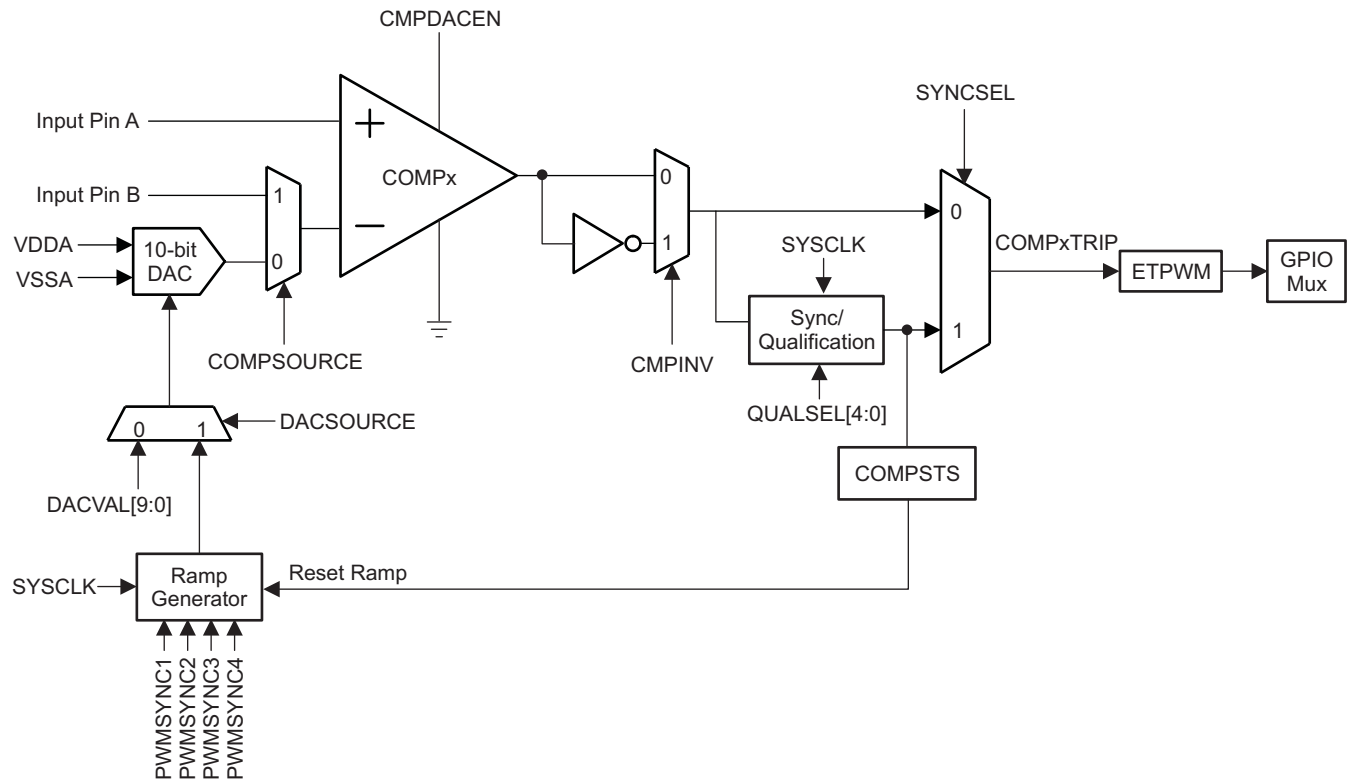 CMPDACEN
SYNCSEL
Input Pin A
+
COMPx
−
Input Pin B
1
0
VDDA
VSSA
10-bit
DAC
COMPSOURCE
0
1
CMPINV
SYSCLK
Sync/
Qualification
QUALSEL[4:0]
0
1
COMPxTRIP
ETPWM
GPIO
Mux
DACSOURCE
0 1
DACVAL[9:0]
COMPSTS
SYSCLK
Ramp
Generator
Reset Ramp
PWMSYNC1
PWMSYNC2
PWMSYNC3
PWMSYNC4